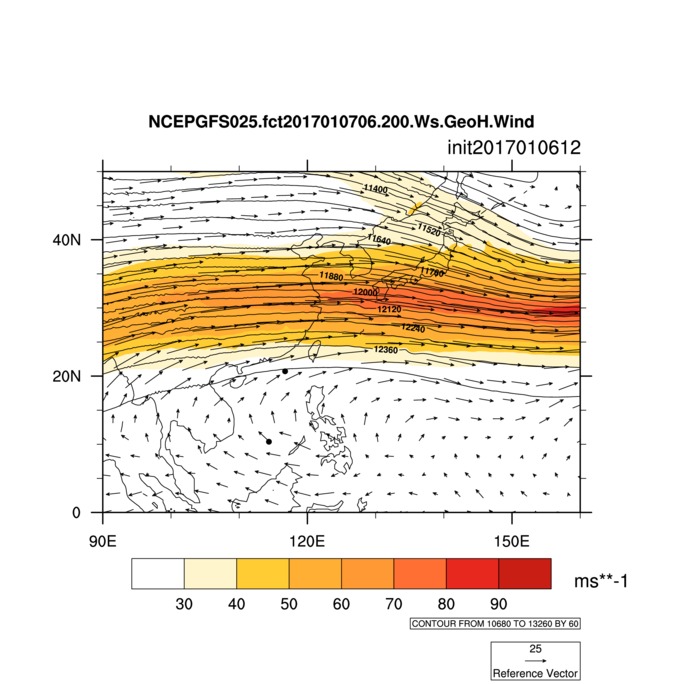 NCEPGFS025.fct2017010706.200.Ws.GeoH.Wind
init2017010612
11400
11520
40N
11640
11760
11880
12000
12120
12240
12360
20N
0
90E 120E 150E
ms**-1
30 40 50 60 70 80 90
CONTOUR FROM 10680 TO 13260 BY 60
25
Reference Vector